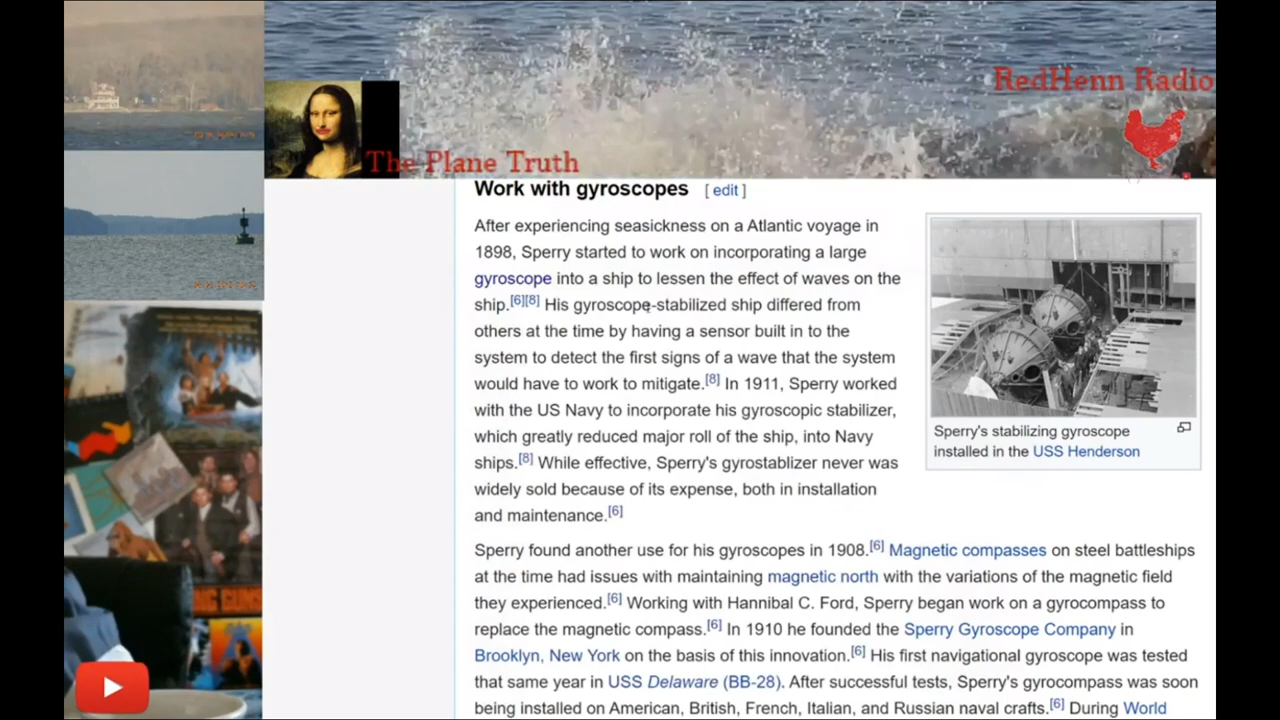 RedHenn Radio
The Plane Truth
Work with gyroscopes [ edit ]
After experiencing seasickness on a Atlantic voyage in
1898, Sperry started to work on incorporating a large
gyroscope into a ship to lessen the effect of waves on the
ship.[6][8] His gyroscope-stabilized ship differed from
others at the time by having a sensor built in to the
system to detect the first signs of a wave that the system
would have to work to mitigate.[8] In 1911, Sperry worked
with the US Navy to incorporate his gyroscopic stabilizer,
which greatly reduced major roll of the ship, into Navy
ships.[8] While effective, Sperry's gyrostablizer never was
widely sold because of its expense, both in installation
and maintenance.[6]
Sperry's stabilizing gyroscope
installed in the USS Henderson
Sperry found another use for his gyroscopes in 1908.[6] Magnetic compasses on steel battleships
at the time had issues with maintaining magnetic north with the variations of the magnetic field
they experienced.[6] Working with Hannibal C. Ford, Sperry began work on a gyrocompass to
replace the magnetic compass.[6] In 1910 he founded the Sperry Gyroscope Company in
Brooklyn, New York on the basis of this innovation.[6] His first navigational gyroscope was tested
that same year in USS Delaware (BB-28). After successful tests, Sperry's gyrocompass was soon
being installed on American, British, French, Italian, and Russian naval crafts.[6] During World